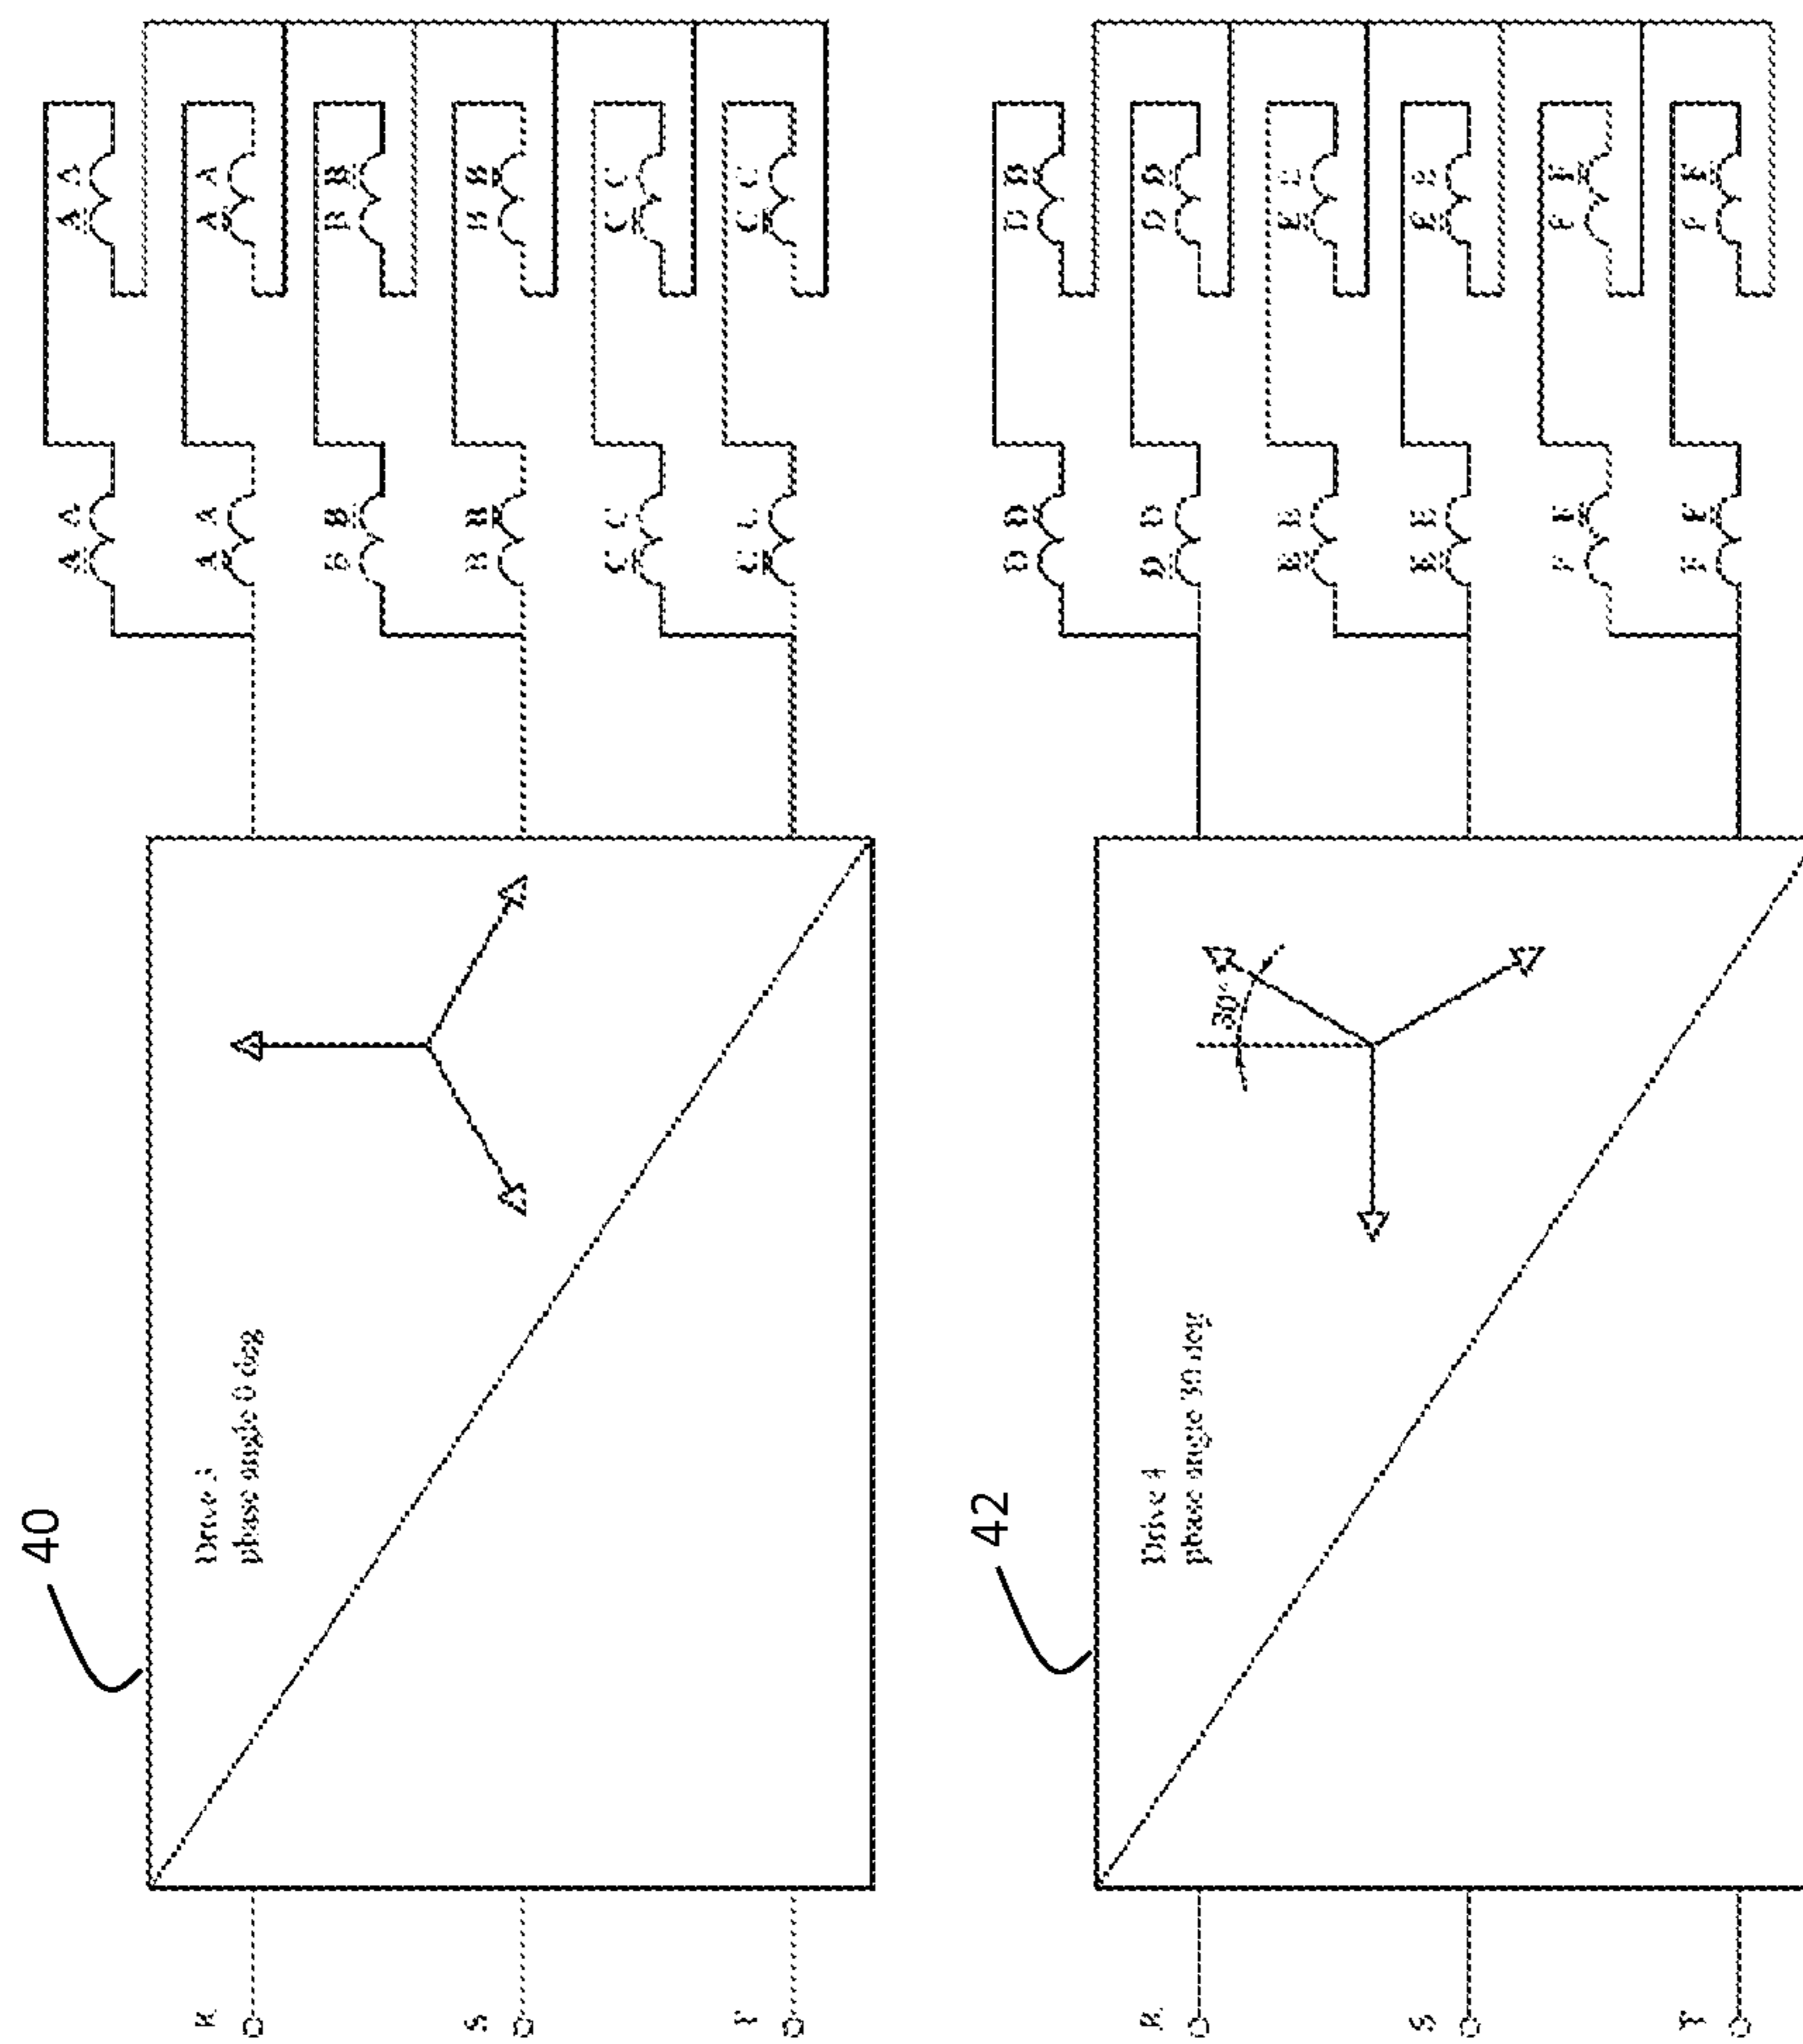 40
Drive 3
phase angle 0 deg
R
S
T
A A A A
A A A A
B B B B
B B B B
C C C C
C C C C
42
Drive 4
phase angle 30 deg
30°
R
S
T
D D D D
D D D D
E E E E
E E E E
F F F F
F F F F